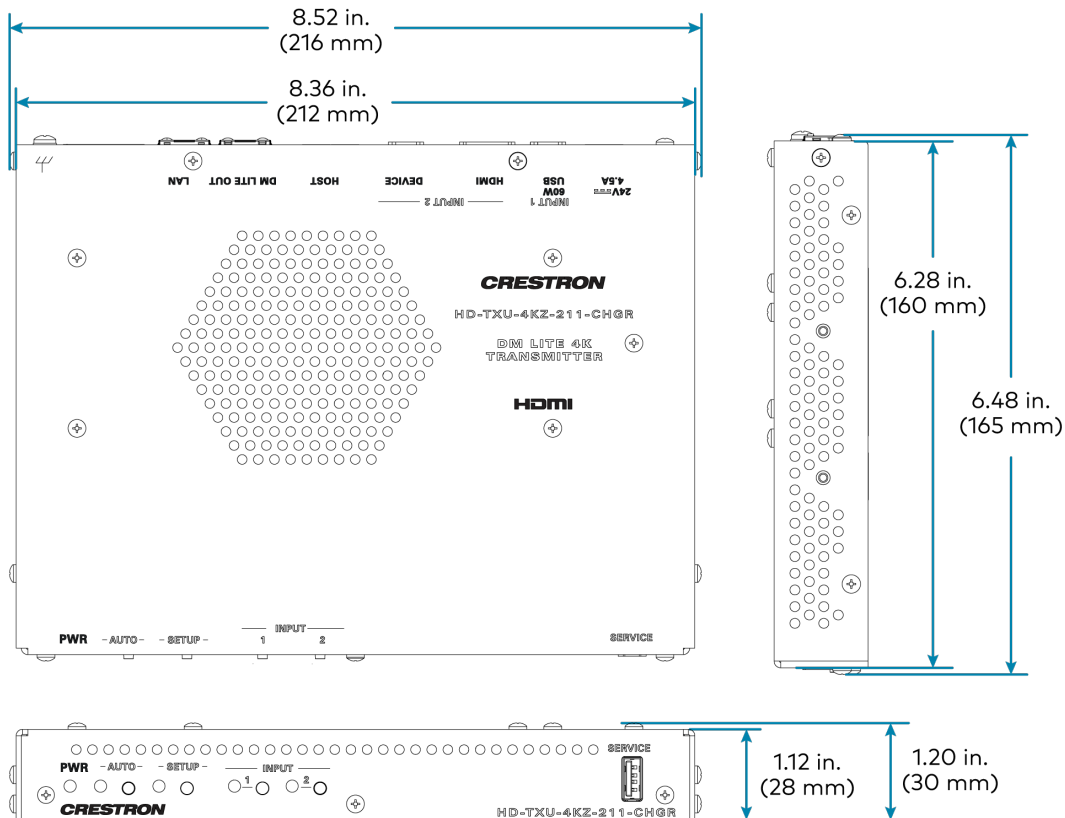 8.52 in.
(216 mm)
8.36 in.
(212 mm)
LAN
DM LITE OUT
HOST
DEVICE
HDMI
INPUT 2
USB
60W
INPUT 1
24V⎓
4.5A
CRESTRON
HD-TXU-4KZ-211-CHGR
DM LITE 4K
TRANSMITTER
HDMI
6.28 in.
(160 mm)
6.48 in.
(165 mm)
PWR - AUTO - - SETUP - INPUT SERVICE
1 2
SERVICE
PWR - AUTO - - SETUP - INPUT
1 2
CRESTRON HD-TXU-4KZ-211-CHGR
1.12 in.
(28 mm)
1.20 in.
(30 mm)